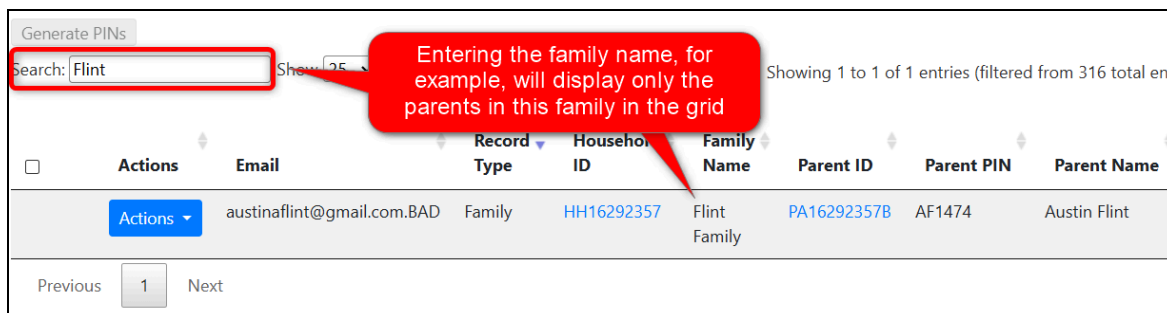 Generate PINs
Search: Flint
Show 25
Showing 1 to 1 of 1 entries (filtered from 316 total
Entering the family name, for
example, will display only the
parents in this family in the grid
Actions
Email
Record
Type
Household
ID
Family
Name
Parent ID
Parent PIN
Parent Name
Actions
austinaflint@gmail.com.BAD
Family
HH16292357
Flint
Family
PA16292357B
AF1474
Austin Flint
Previous 1 Next